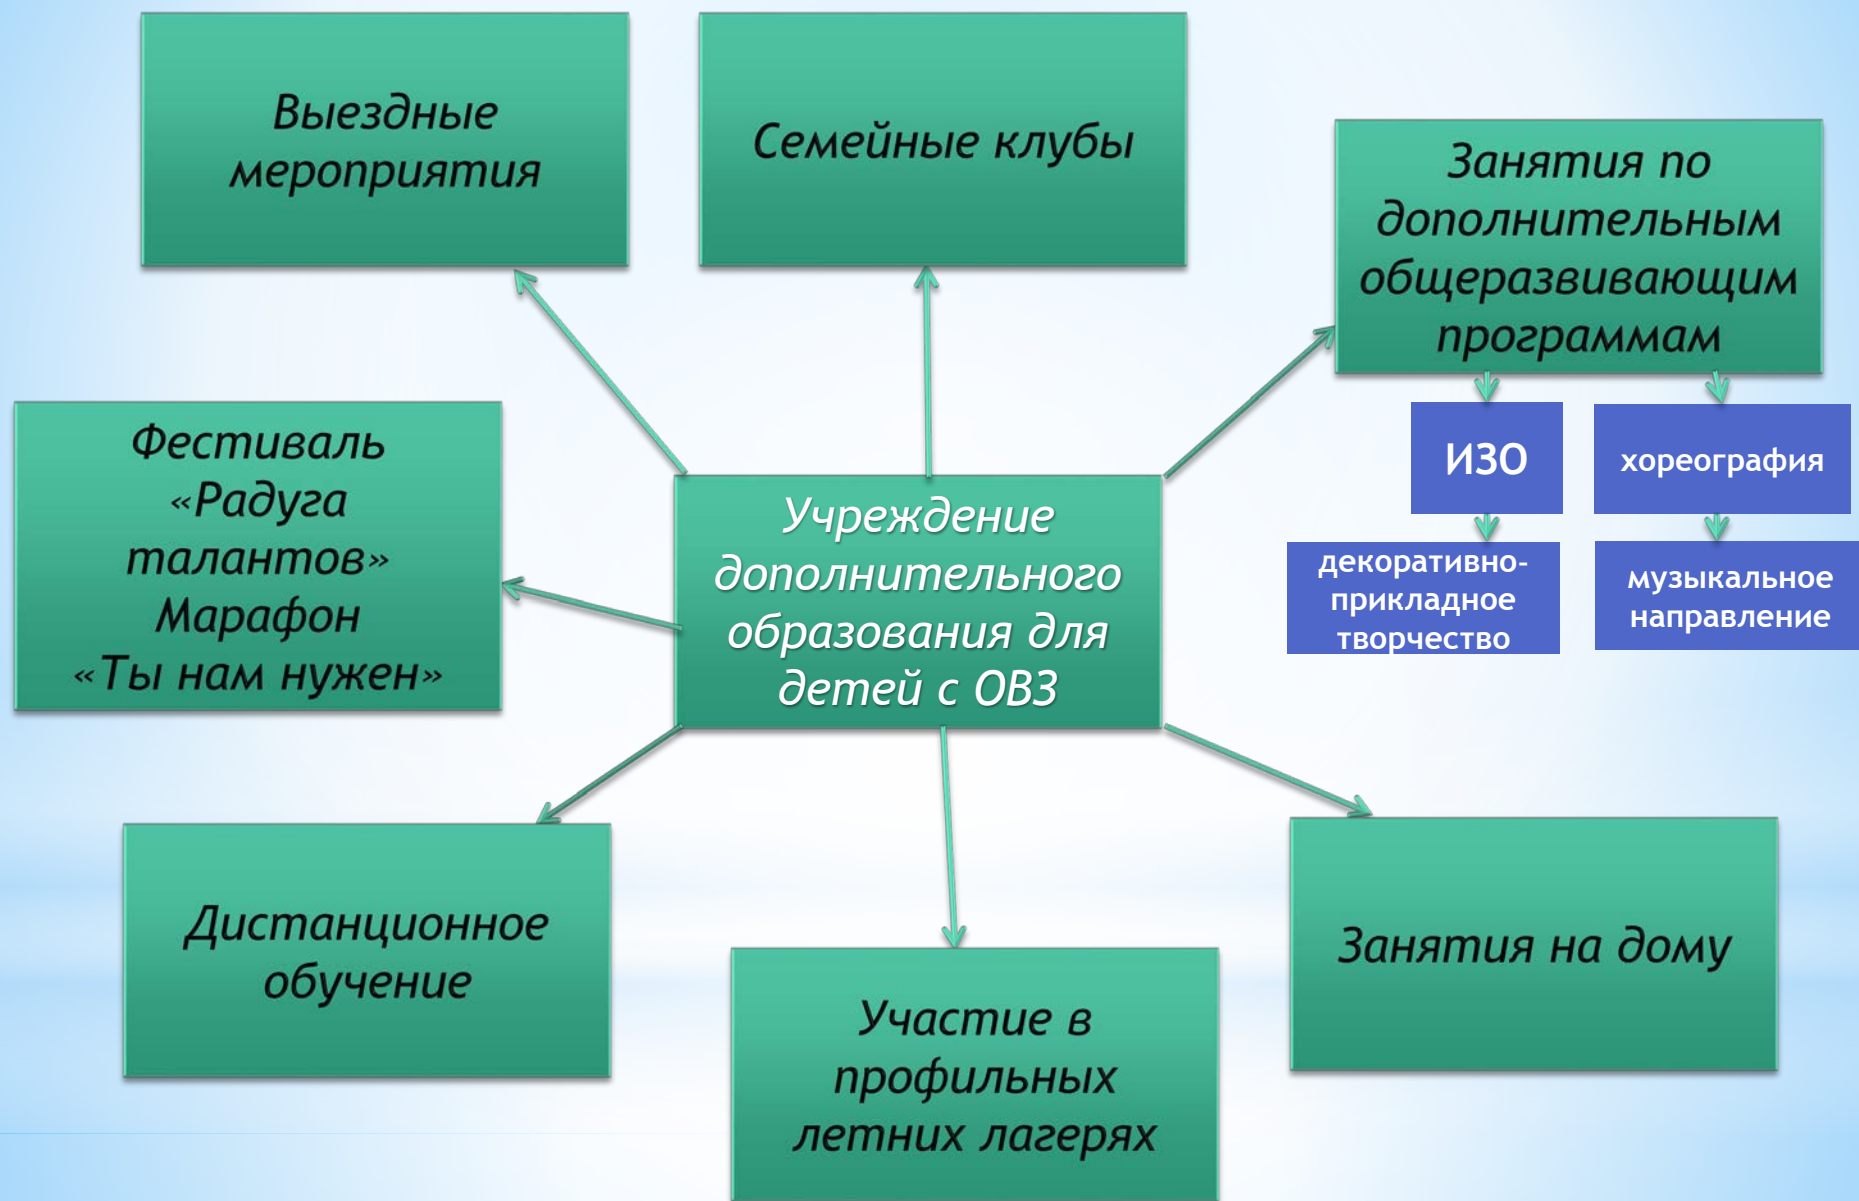 Выездные
мероприятия
Семейные клубы
Занятия по
дополнительным
общеразвивающим
программам
ИЗО
хореография
декоративно-
прикладное
творчество
музыкальное
направление
Фестиваль
«Радуга
талантов»
Марафон
«Ты нам нужен»
Учреждение
дополнительного
образования для
детей с ОВЗ
Дистанционное
обучение
Участие в
профильных
летних лагерях
Занятия на дому